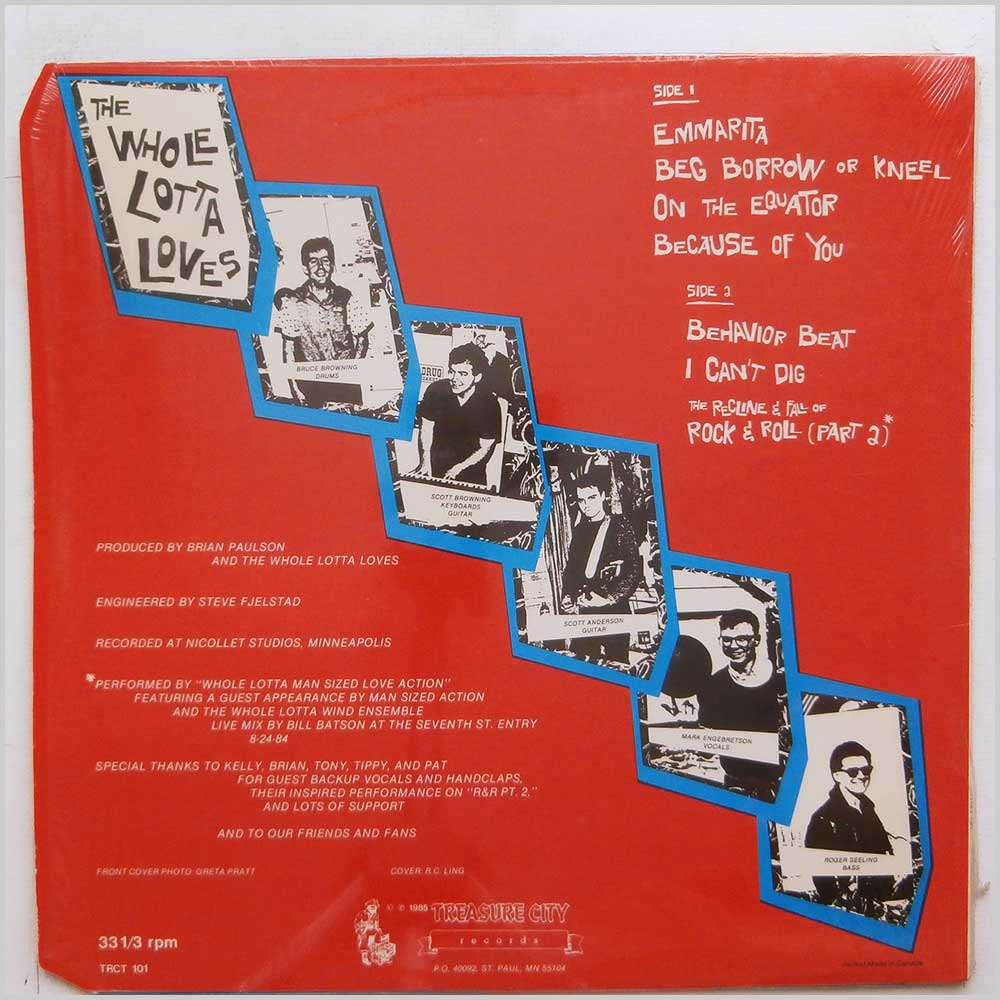 THE
WHOLE
LOTTA
LOVES
SIDE 1
EMMARITA
BEG BORROW OR KNEEL
ON THE EQUATOR
BECAUSE OF YOU
SIDE 2
BEHAVIOR BEAT
I CAN'T DIG
THE RECLINE & FALL OF
ROCK & ROLL (PART 2)*
BRUCE BROWNING
DRUMS
DRUG
SCOTT BROWNING
KEYBOARDS
GUITAR
SCOTT ANDERSON
GUITAR
MARK ENGEBRETSON
VOCALS
ROGER SEELING
BASS
PRODUCED BY BRIAN PAULSON
AND THE WHOLE LOTTA LOVES
ENGINEERED BY STEVE FJELSTAD
RECORDED AT NICOLLET STUDIOS, MINNEAPOLIS
*PERFORMED BY "WHOLE LOTTA MAN SIZED LOVE ACTION"
FEATURING A GUEST APPEARANCE BY MAN SIZED ACTION
AND THE WHOLE LOTTA WIND ENSEMBLE
LIVE MIX BY BILL BATSON AT THE SEVENTH ST. ENTRY
8-24-84
SPECIAL THANKS TO KELLY, BRIAN, TONY, TIPPY, AND PAT
FOR GUEST BACKUP VOCALS AND HANDCLAPS,
THEIR INSPIRED PERFORMANCE ON "R&R PT. 2,"
AND LOTS OF SUPPORT
AND TO OUR FRIENDS AND FANS
FRONT COVER PHOTO: GRETA PRATT
COVER: R.C. LING
© ℗ 1985 TREASURE CITY
records
P.O. 40092, ST. PAUL, MN 55104
33 1/3 rpm
TRCT 101
Jacket Made in Canada